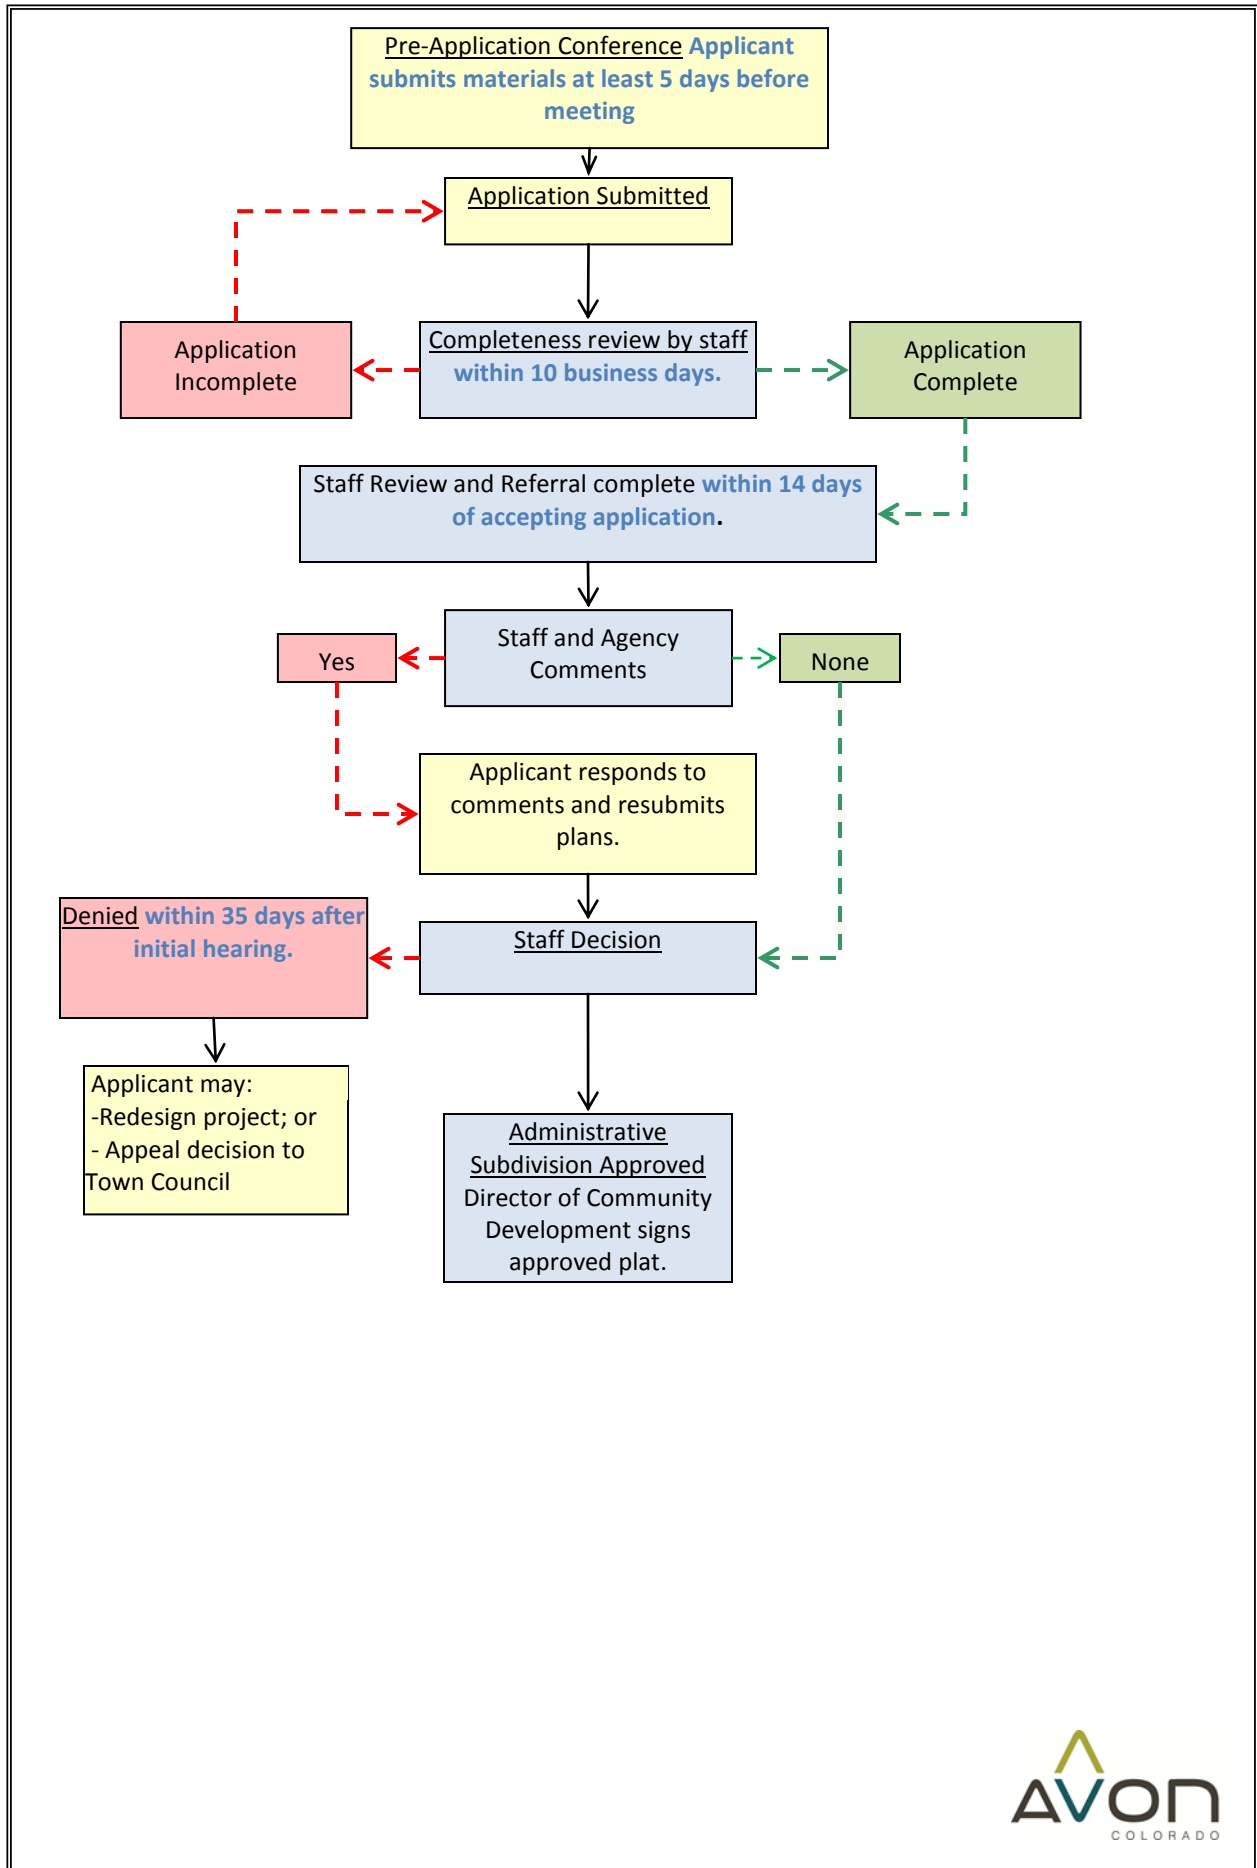 Pre-Application Conference Applicant
submits materials at least 5 days before
meeting
Application Submitted
Application
Incomplete
Completeness review by staff
within 10 business days.
Application
Complete
Staff Review and Referral complete within 14 days
of accepting application.
Yes
Staff and Agency
Comments
None
Applicant responds to
comments and resubmits
plans.
Denied within 35 days after
initial hearing.
Staff Decision
Applicant may:
-Redesign project; or
- Appeal decision to
Town Council
Administrative
Subdivision Approved
Director of Community
Development signs
approved plat.
AVON
COLORADO